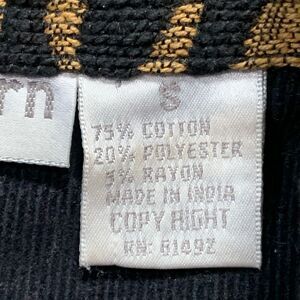 rn
S
75% COTTON
20% POLYESTER
5% RAYON
MADE IN INDIA
COPY RIGHT
RN: 61492